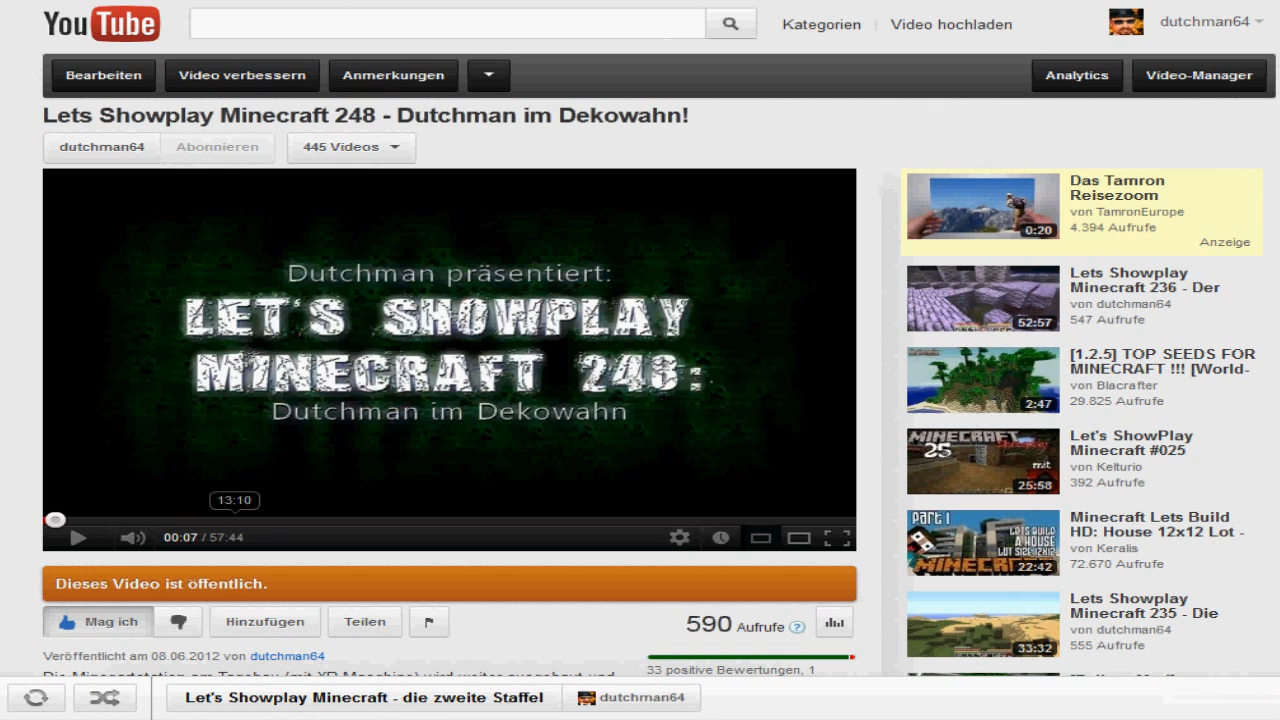 YouTube
Kategorien
Video hochladen
dutchman64
Bearbeiten
Video verbessern
Anmerkungen
Analytics
Video-Manager
Lets Showplay Minecraft 248 - Dutchman im Dekowahn!
dutchman64
Abonnieren
445 Videos
Dutchman präsentiert:
LET'S SHOWPLAY
MINECRAFT 248:
Dutchman im Dekowahn
13:10
00:07 / 57:44
Dieses Video ist öffentlich.
Mag ich
Hinzufügen
Teilen
590 Aufrufe ?
Veröffentlicht am 08.06.2012 von dutchman64
33 positive Bewertungen, 1
Das Tamron
Reisezoom
von TamronEurope
4.394 Aufrufe
Anzeige
0:20
Lets Showplay
Minecraft 236 - Der
von dutchman64
547 Aufrufe
52:57
[1.2.5] TOP SEEDS FOR
MINECRAFT !!! [World-
von Blacrafter
29.825 Aufrufe
2:47
Let's ShowPlay
Minecraft #025
von Kelturio
392 Aufrufe
MINECRAFT
25
mit
25:58
Minecraft Lets Build
HD: House 12x12 Lot -
von Keralis
72.670 Aufrufe
Part 1
LETS BUILD
A HOUSE
LOT SIZE 12X12
MINECR
22:42
Lets Showplay
Minecraft 235 - Die
von dutchman64
555 Aufrufe
33:32
Let's Showplay Minecraft - die zweite Staffel
dutchman64